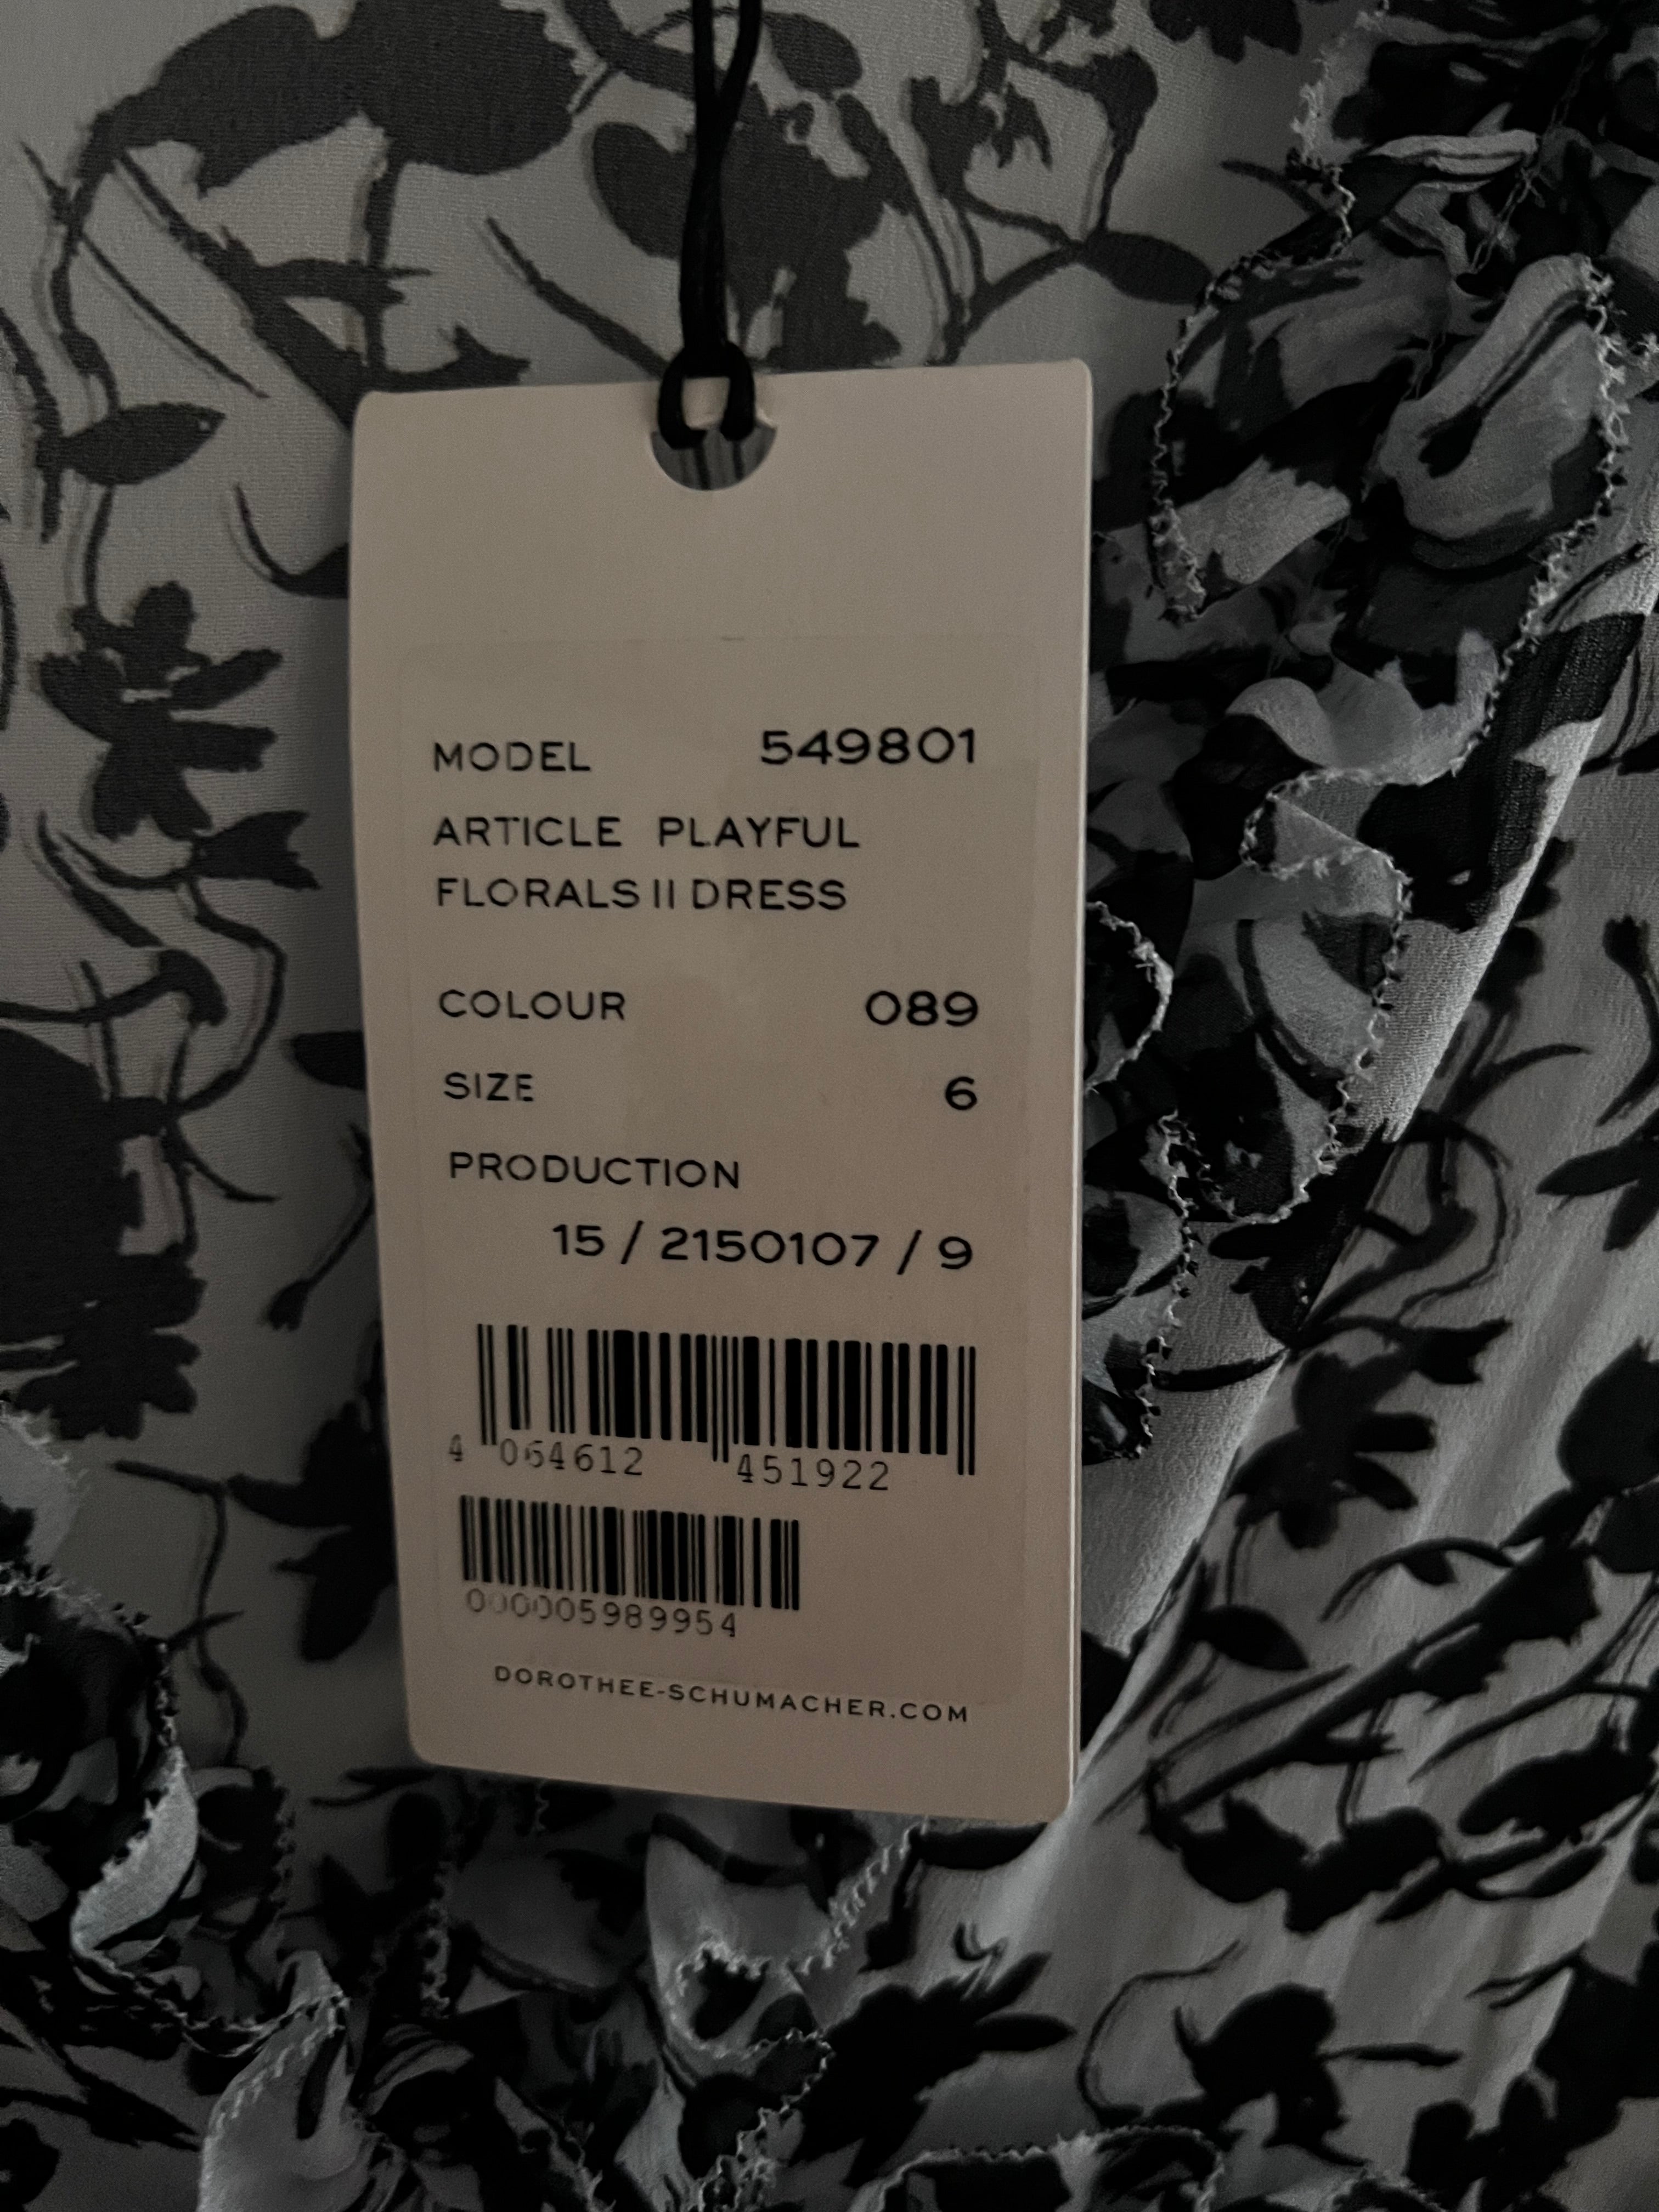 MODEL 549801
ARTICLE PLAYFUL
FLORALS II DRESS
COLOUR 089
SIZE 6
PRODUCTION
15 / 2150107 / 9
4 064612 451922
000005989954
DOROTHEE-SCHUMACHER.COM